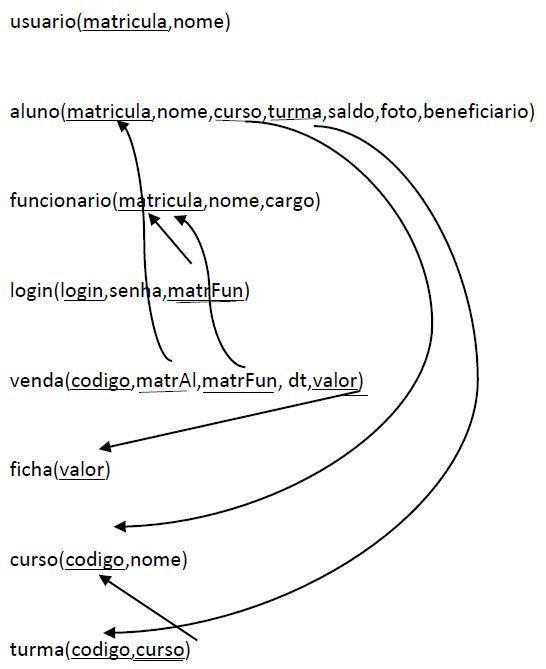 usuario(matricula,nome)
aluno(matricula,nome,curso,turma,saldo,foto,beneficiario)
funcionario(matricula,nome,cargo)
login(login,senha,matrFun)
venda(codigo,matrAl,matrFun, dt,valor)
ficha(valor)
curso(codigo,nome)
turma(codigo,curso)